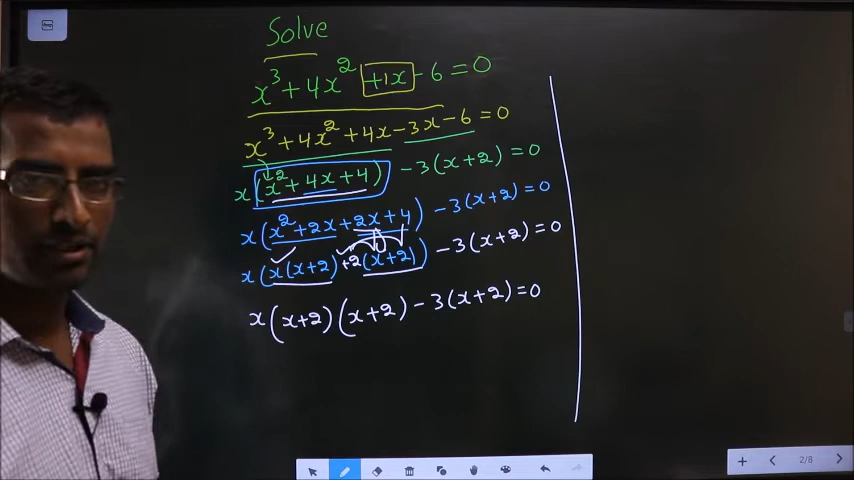 Solve
x³ + 4x² +1x - 6 = 0
x³ + 4x² + 4x - 3x - 6 = 0
x(x² + 4x + 4) - 3(x + 2) = 0
x(x² + 2x + 2x + 4) - 3(x + 2) = 0
x(x(x + 2) + 2(x + 2)) - 3(x + 2) = 0
x(x + 2)(x + 2) - 3(x + 2) = 0
2/8